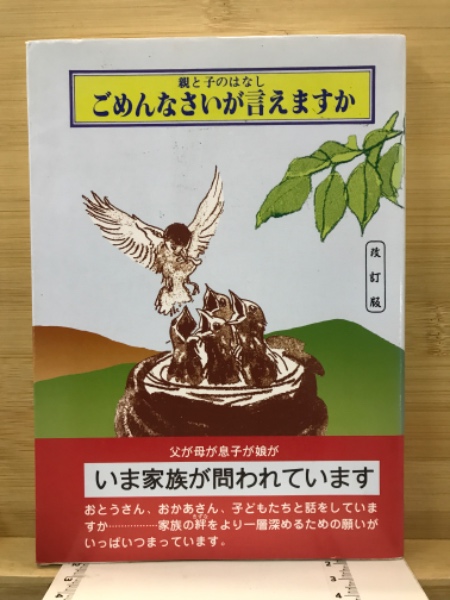 親と子のはなし
ごめんなさいが言えますか
改訂版
父が母が息子が娘が
いま家族が問われています
おとうさん、おかあさん、子どもたちと話をしていま
すか……………家族の絆をより一層深めるための願いが
いっぱいつまっています。